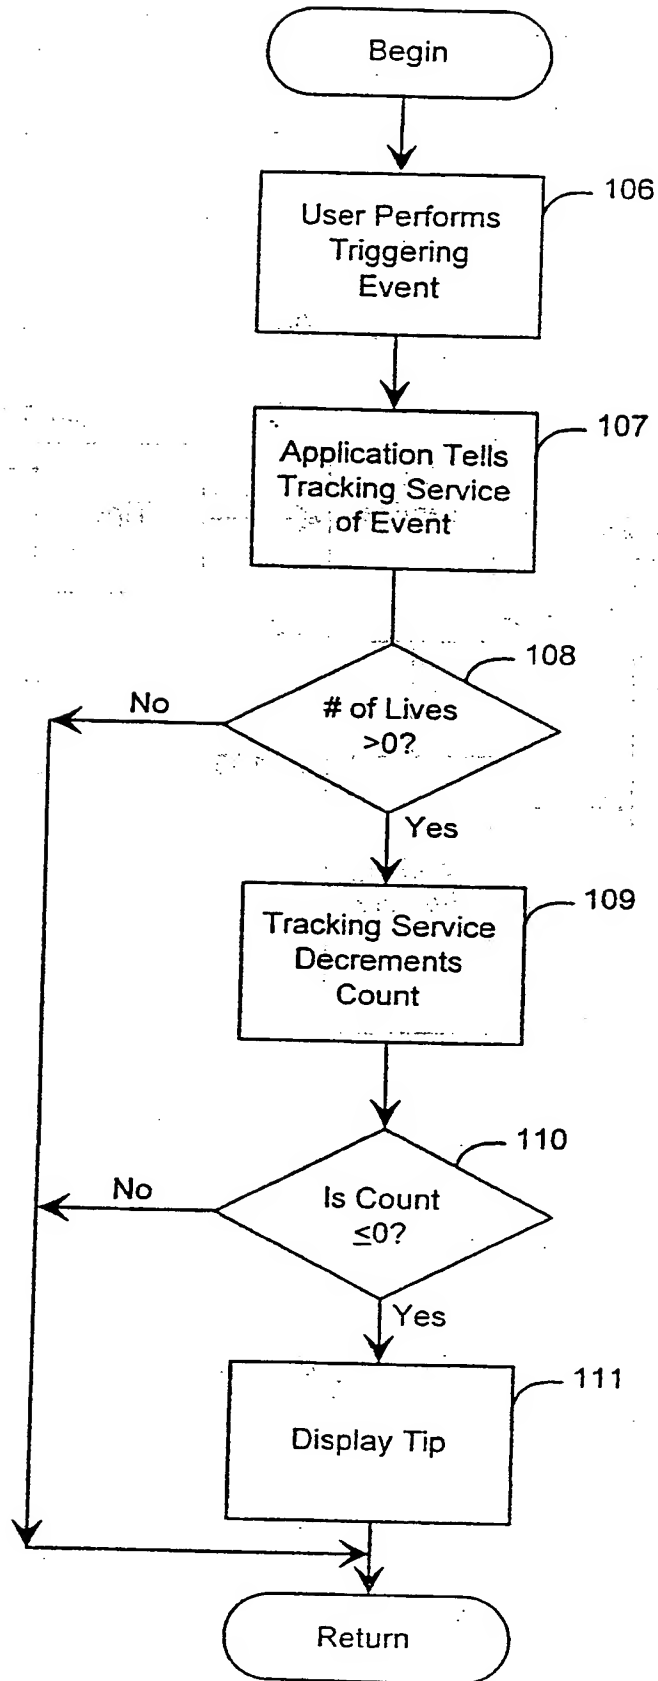 Begin
106
User Performs
Triggering
Event
107
Application Tells
Tracking Service
of Event
108
# of Lives
>0?
No
Yes
109
Tracking Service
Decrements
Count
110
Is Count
≤0?
No
Yes
111
Display Tip
Return